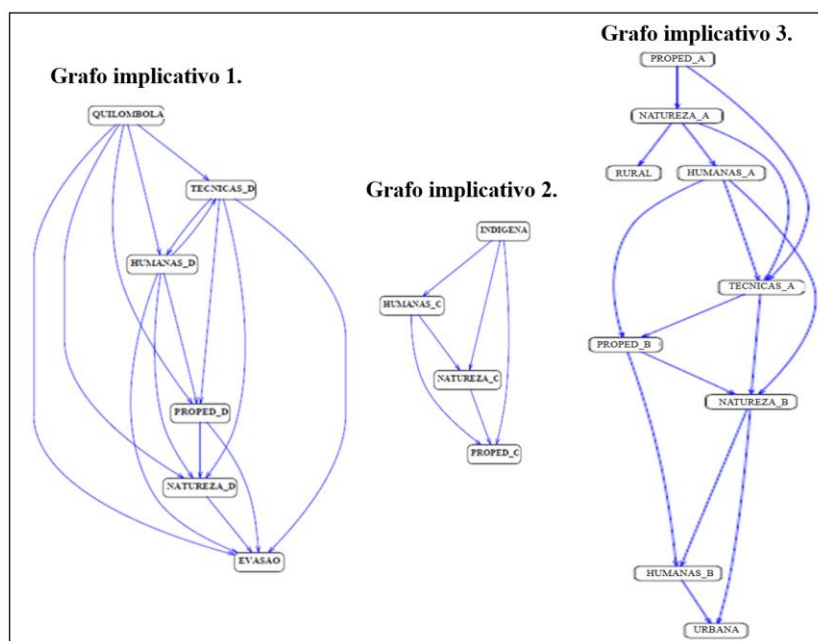 Grafo implicativo 1.
QUILOMBOLA
TECNICAS_D
HUMANAS_D
PROPED_D
NATUREZA_D
EVASAO
Grafo implicativo 2.
INDIGENA
HUMANAS_C
NATUREZA_C
PROPED_C
Grafo implicativo 3.
PROPED_A
NATUREZA_A
RURAL
HUMANAS_A
TECNICAS_A
PROPED_B
NATUREZA_B
HUMANAS_B
URBANA